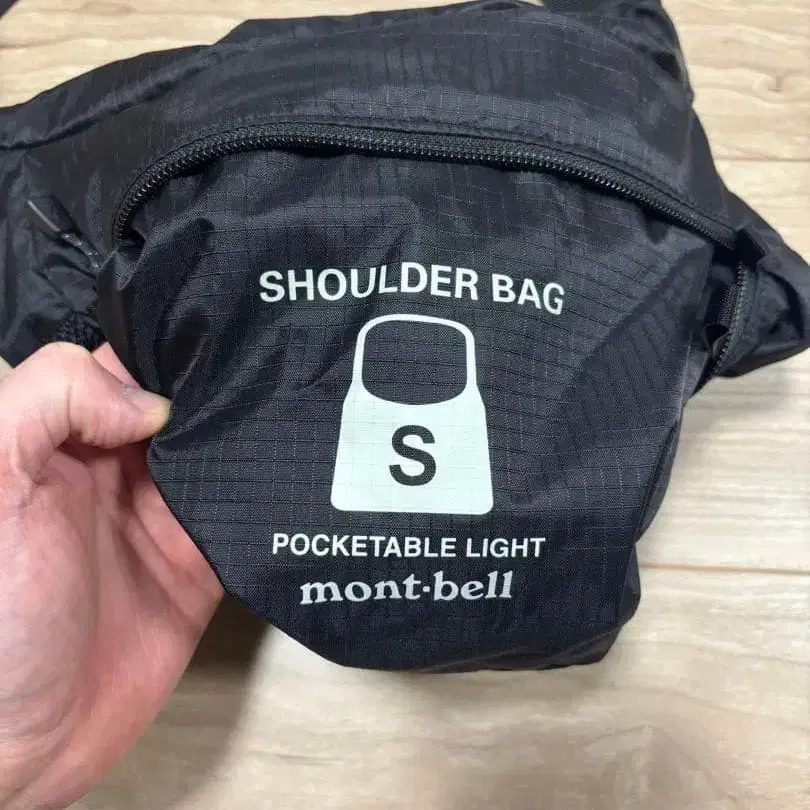 SHOULDER BAG
S
POCKETABLE LIGHT
mont-bell